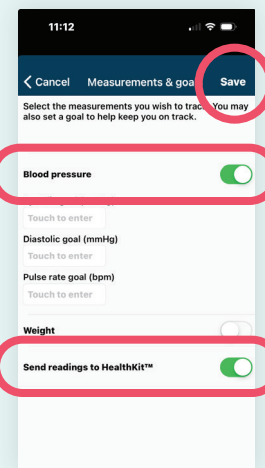 11:12
Cancel Measurements & goa Save
Select the measurements you wish to trac You may
also set a goal to help keep you on track.
Blood pressure
Touch to enter
Diastolic goal (mmHg)
Touch to enter
Pulse rate goal (bpm)
Touch to enter
Weight
Send readings to HealthKit™